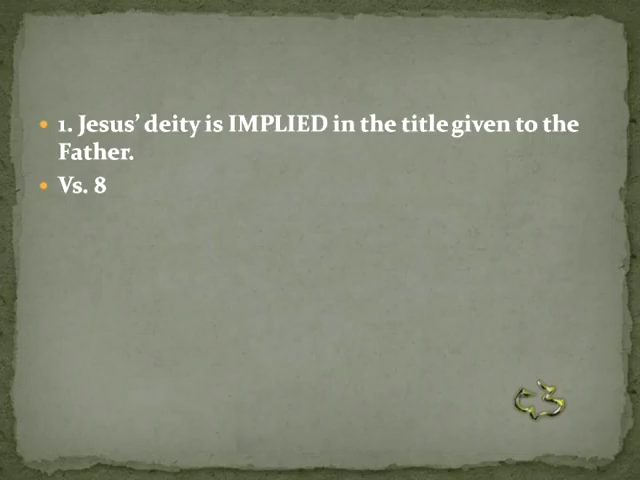 • 1. Jesus’ deity is IMPLIED in the title given to the
Father.
• Vs. 8